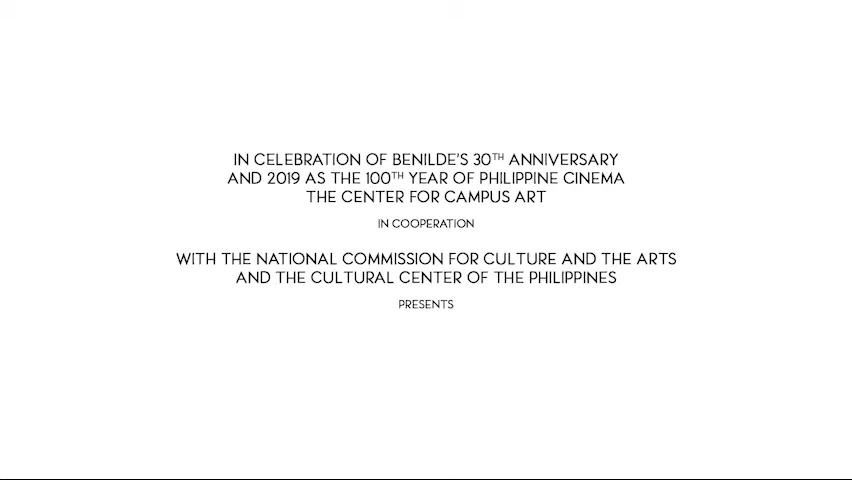 IN CELEBRATION OF BENILDE'S 30TH ANNIVERSARY
AND 2019 AS THE 100TH YEAR OF PHILIPPINE CINEMA
THE CENTER FOR CAMPUS ART
IN COOPERATION
WITH THE NATIONAL COMMISSION FOR CULTURE AND THE ARTS
AND THE CULTURAL CENTER OF THE PHILIPPINES
PRESENTS